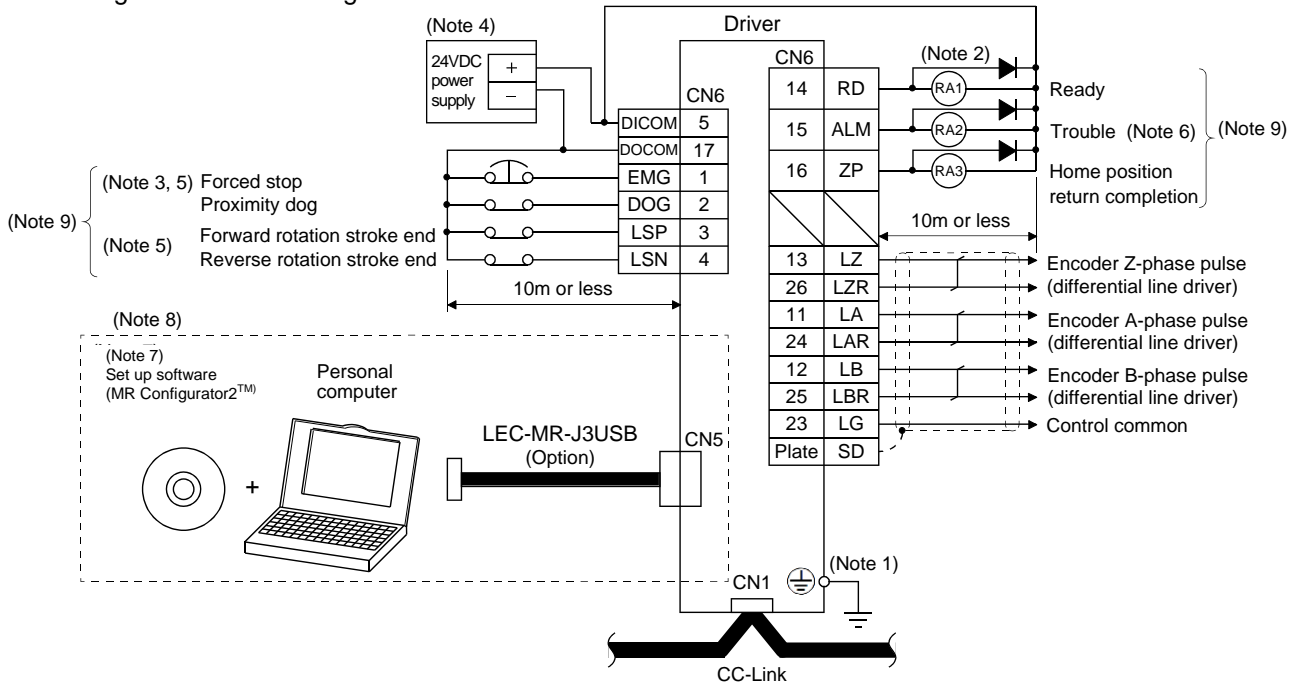 (Note 4)
Driver
24VDC
power
supply
+
−
CN6
DICOM 5
DOCOM 17
EMG 1
DOG 2
LSP 3
LSN 4
(Note 9)
(Note 3, 5) Forced stop
Proximity dog
(Note 5)
Forward rotation stroke end
Reverse rotation stroke end
10m or less
CN6
(Note 2)
14 RD
RA1
Ready
15 ALM
RA2
Trouble (Note 6)
(Note 9)
16 ZP
RA3
Home position
return completion
10m or less
13 LZ
26 LZR
Encoder Z-phase pulse
(differential line driver)
11 LA
24 LAR
Encoder A-phase pulse
(differential line driver)
12 LB
25 LBR
Encoder B-phase pulse
(differential line driver)
23 LG
Control common
Plate SD
(Note 8)
(Note 7)
Set up software
(MR Configurator2TM)
Personal
computer
+
LEC-MR-J3USB
(Option)
CN5
CN1
(Note 1)
CC-Link